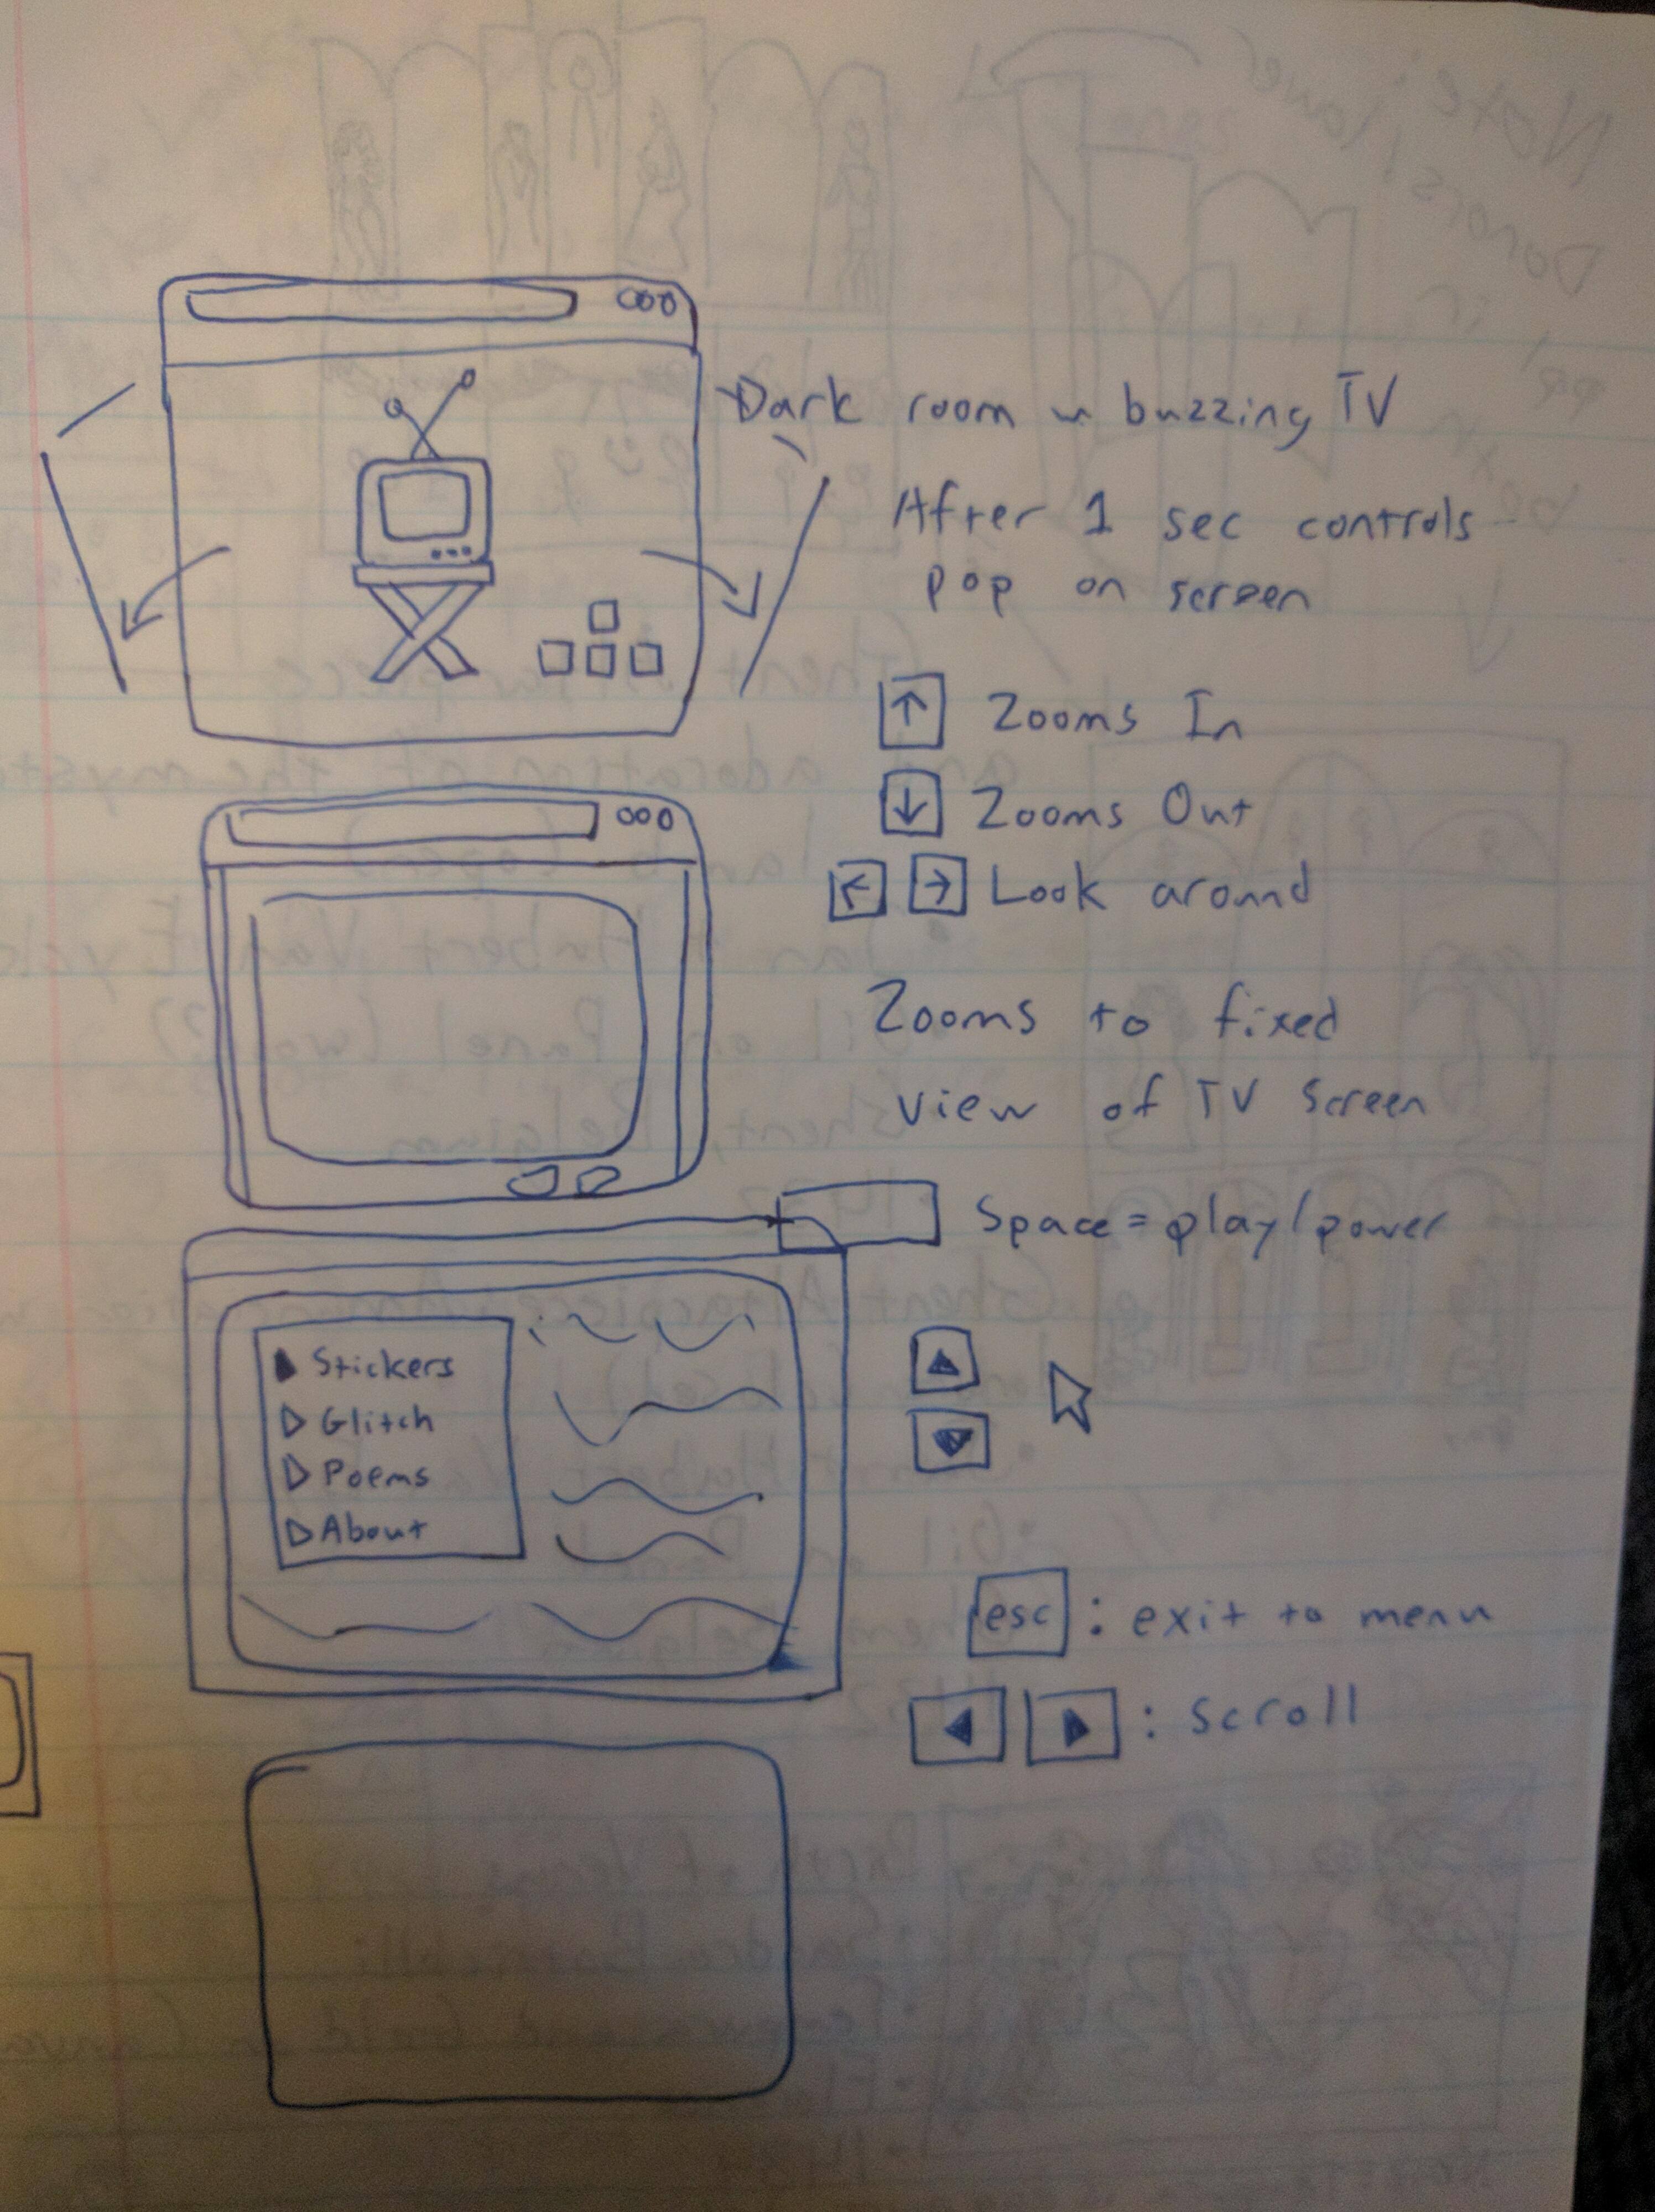 Dark room w buzzing TV
After 1 sec controls
pop on screen
↑ Zooms In
↓ Zooms Out
← → Look around
Zooms to fixed
view of TV Screen
Space = play/power
Stickers
Glitch
Poems
About
esc : exit to menu
: scroll